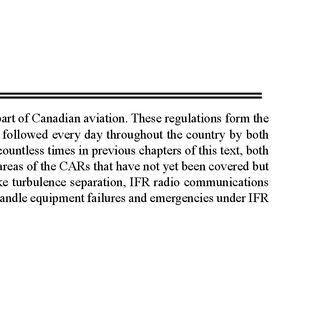 art of Canadian aviation. These regulations form the
followed every day throughout the country by both
countless times in previous chapters of this text, both
areas of the CARs that have not yet been covered but
turbulence separation, IFR radio communications
andle equipment failures and emergencies under IFR